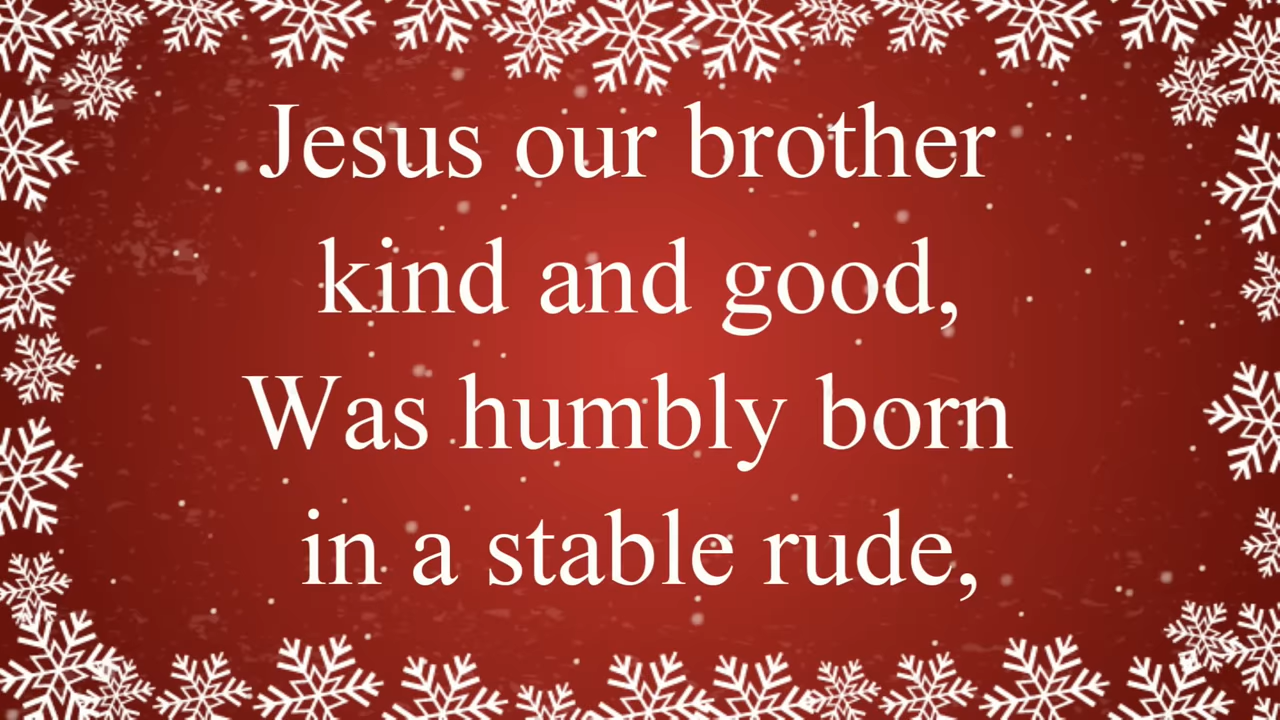 Jesus our brother
kind and good,
Was humbly born
in a stable rude,